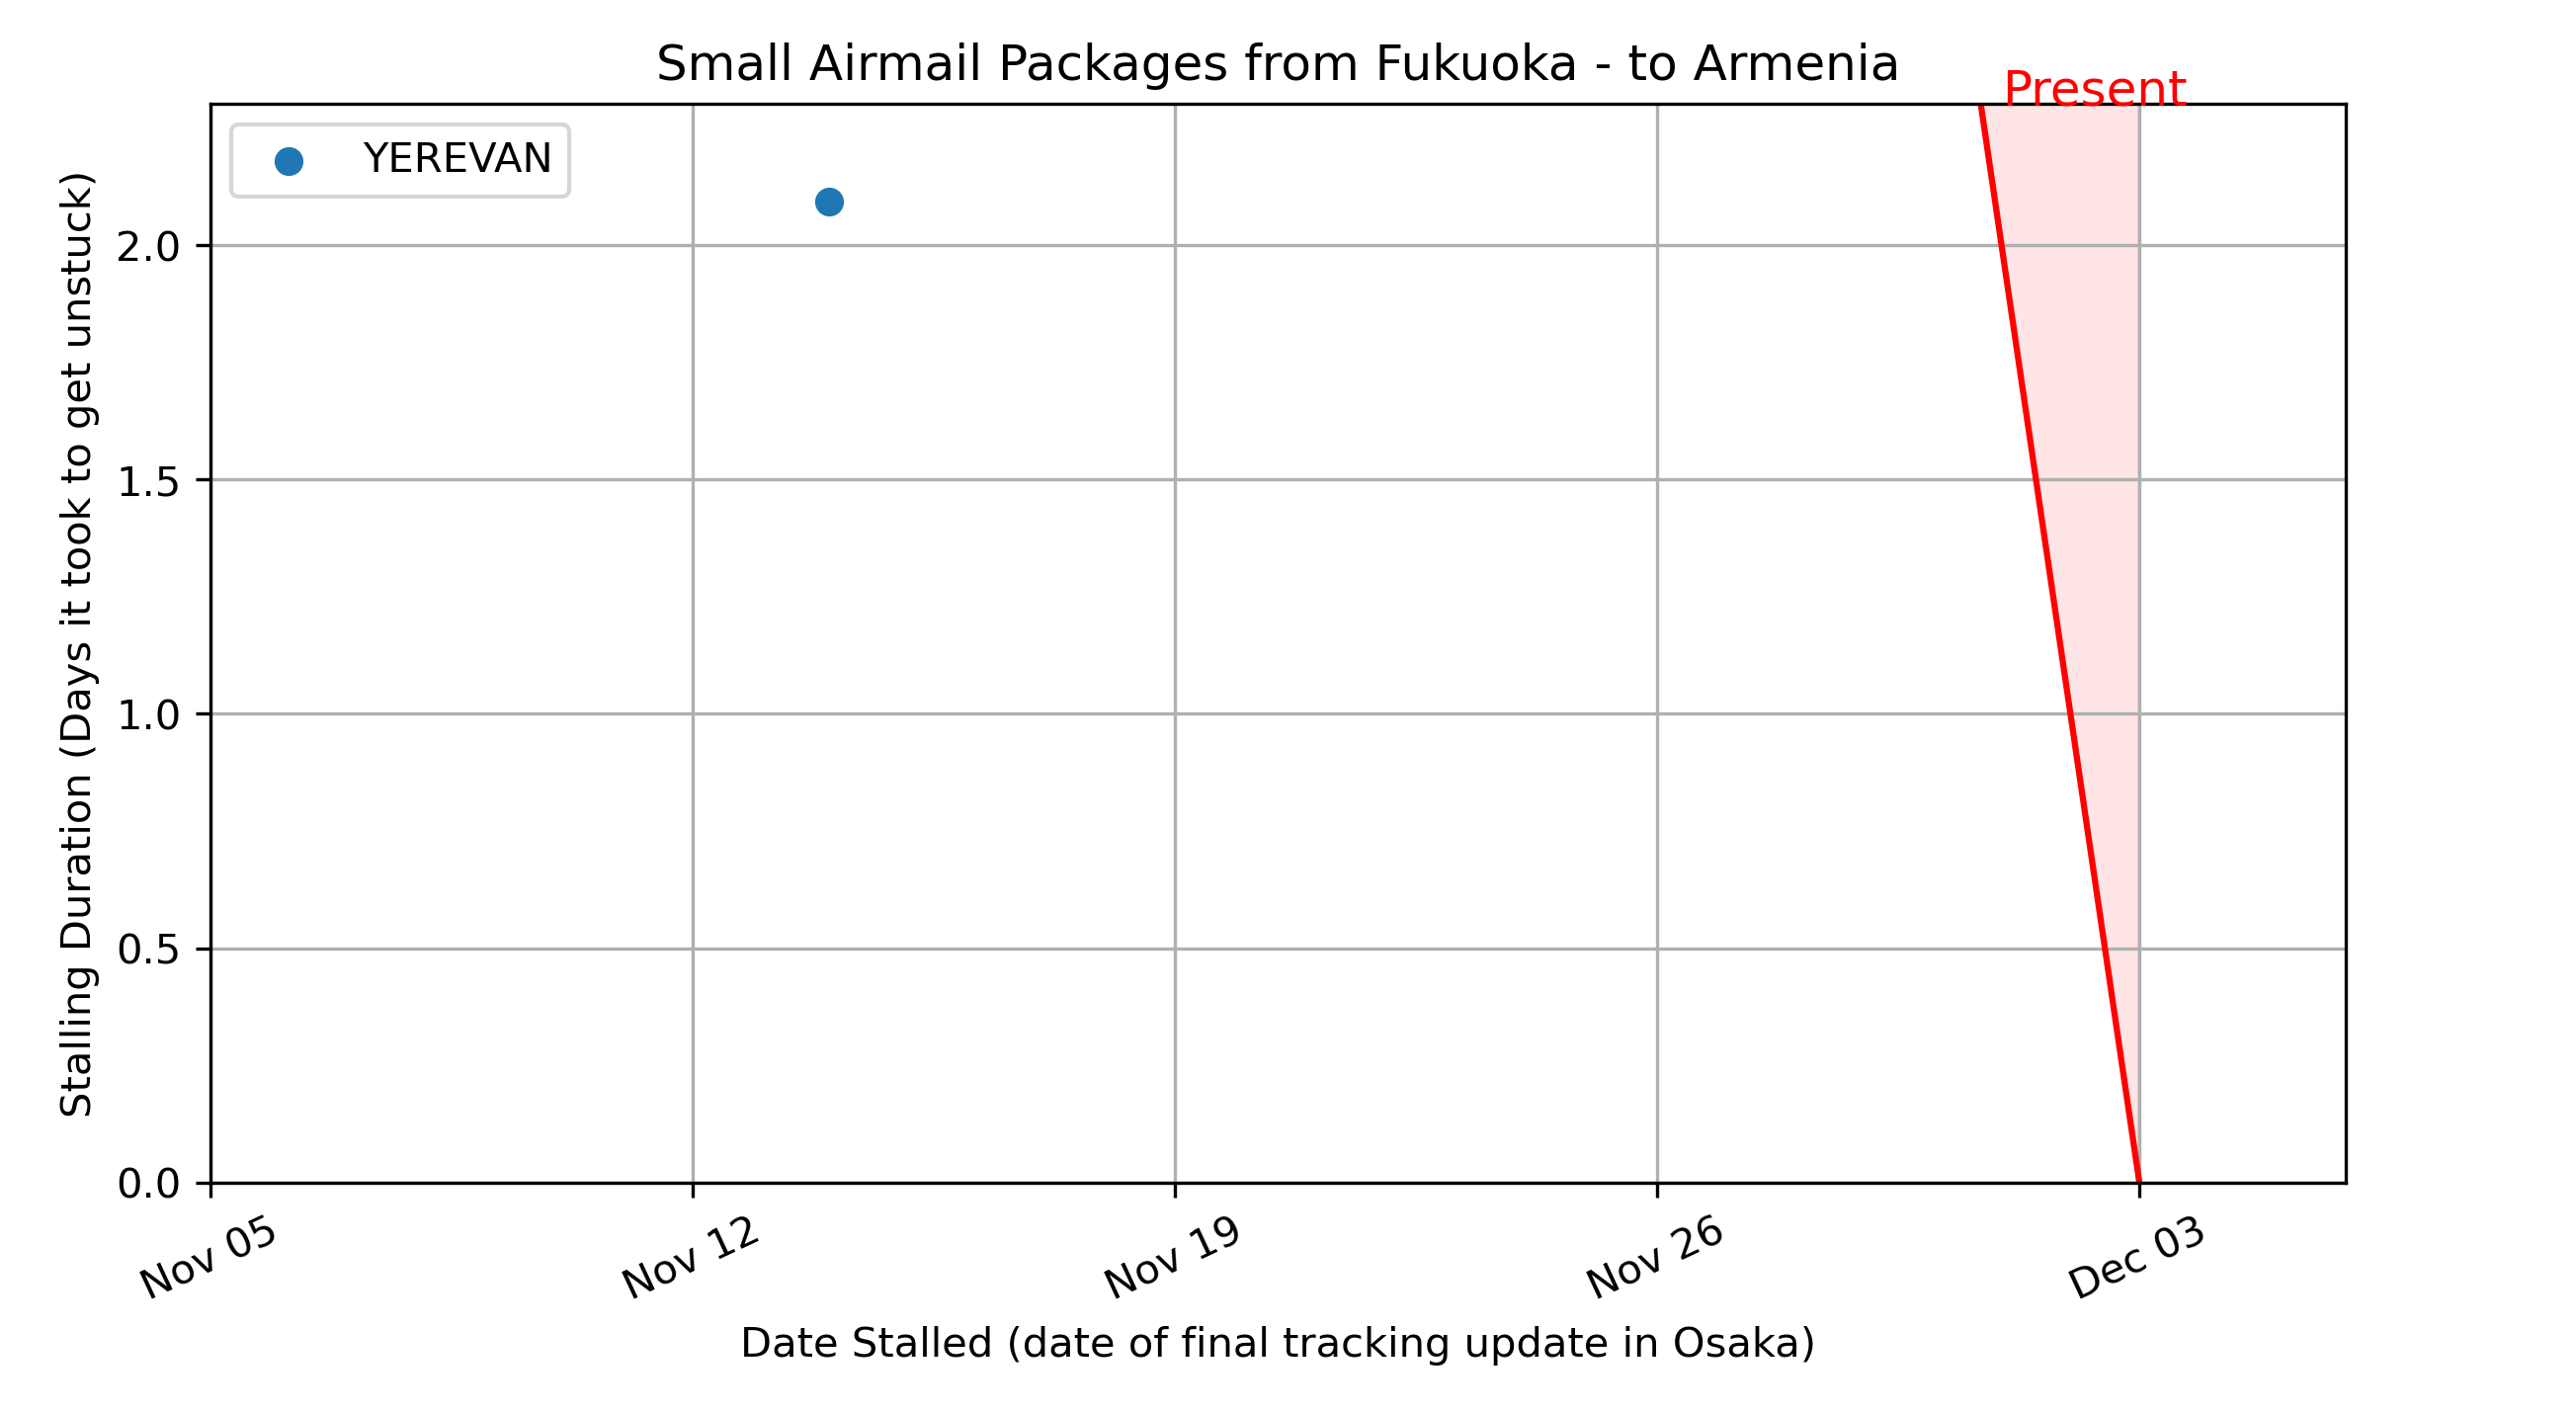 Small Airmail Packages from Fukuoka - to Armenia
Present
YEREVAN
Stalling Duration (Days it took to get unstuck)
2.0
1.5
1.0
0.5
0.0
Nov 05
Nov 12
Nov 19
Nov 26
Dec 03
Date Stalled (date of final tracking update in Osaka)